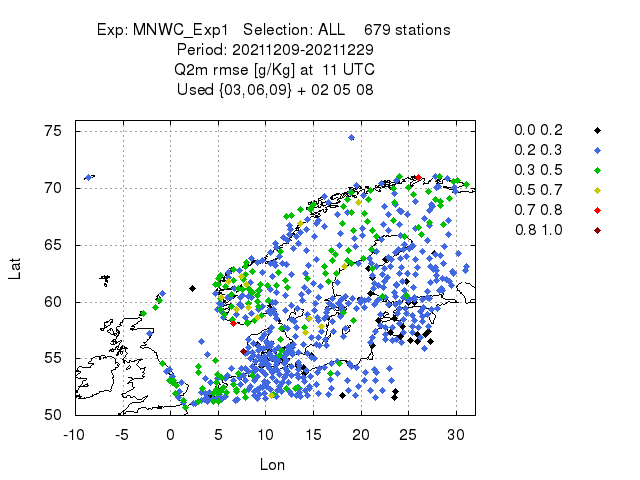 Exp: MNWC_Exp1   Selection: ALL    679 stations
Period: 20211209-20211229
Q2m rmse [g/Kg] at  11 UTC
Used {03,06,09} + 02 05 08
0.0 0.2
0.2 0.3
0.3 0.5
0.5 0.7
0.7 0.8
0.8 1.0
75
70
65
60
55
50
Lat
-10 -5 0 5 10 15 20 25 30
Lon